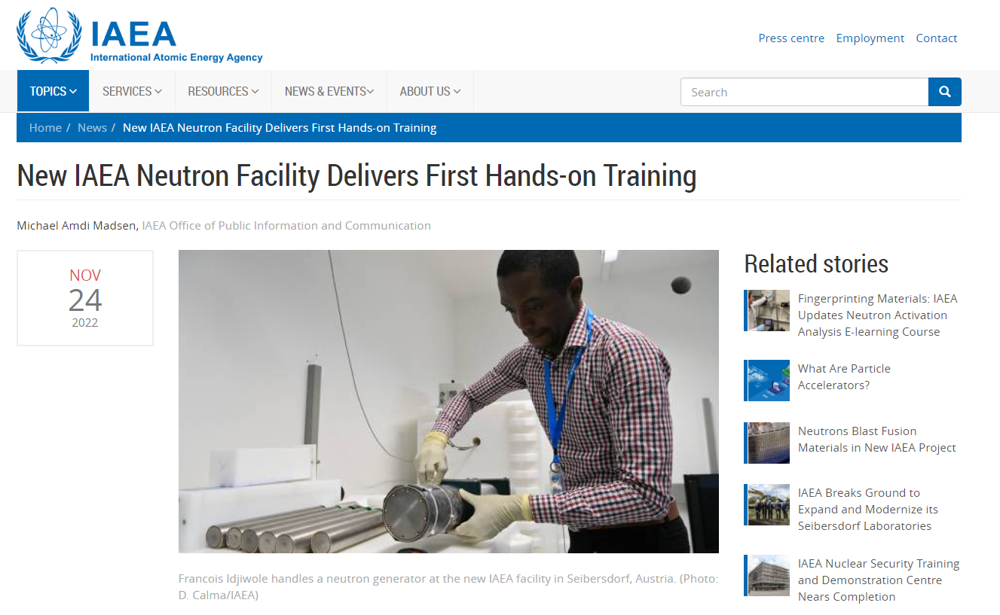 IAEA
International Atomic Energy Agency
Press centre Employment Contact
TOPICS SERVICES RESOURCES NEWS & EVENTS ABOUT US
Search
Home / News / New IAEA Neutron Facility Delivers First Hands-on Training
New IAEA Neutron Facility Delivers First Hands-on Training
Michael Amdi Madsen, IAEA Office of Public Information and Communication
NOV
24
2022
Francois Idjiwole handles a neutron generator at the new IAEA facility in Seibersdorf, Austria. (Photo:
D. Calma/IAEA)
Related stories
Fingerprinting Materials: IAEA
Updates Neutron Activation
Analysis E-learning Course
What Are Particle
Accelerators?
Neutrons Blast Fusion
Materials in New IAEA Project
IAEA Breaks Ground to
Expand and Modernize its
Seibersdorf Laboratories
IAEA Nuclear Security Training
and Demonstration Centre
Nears Completion